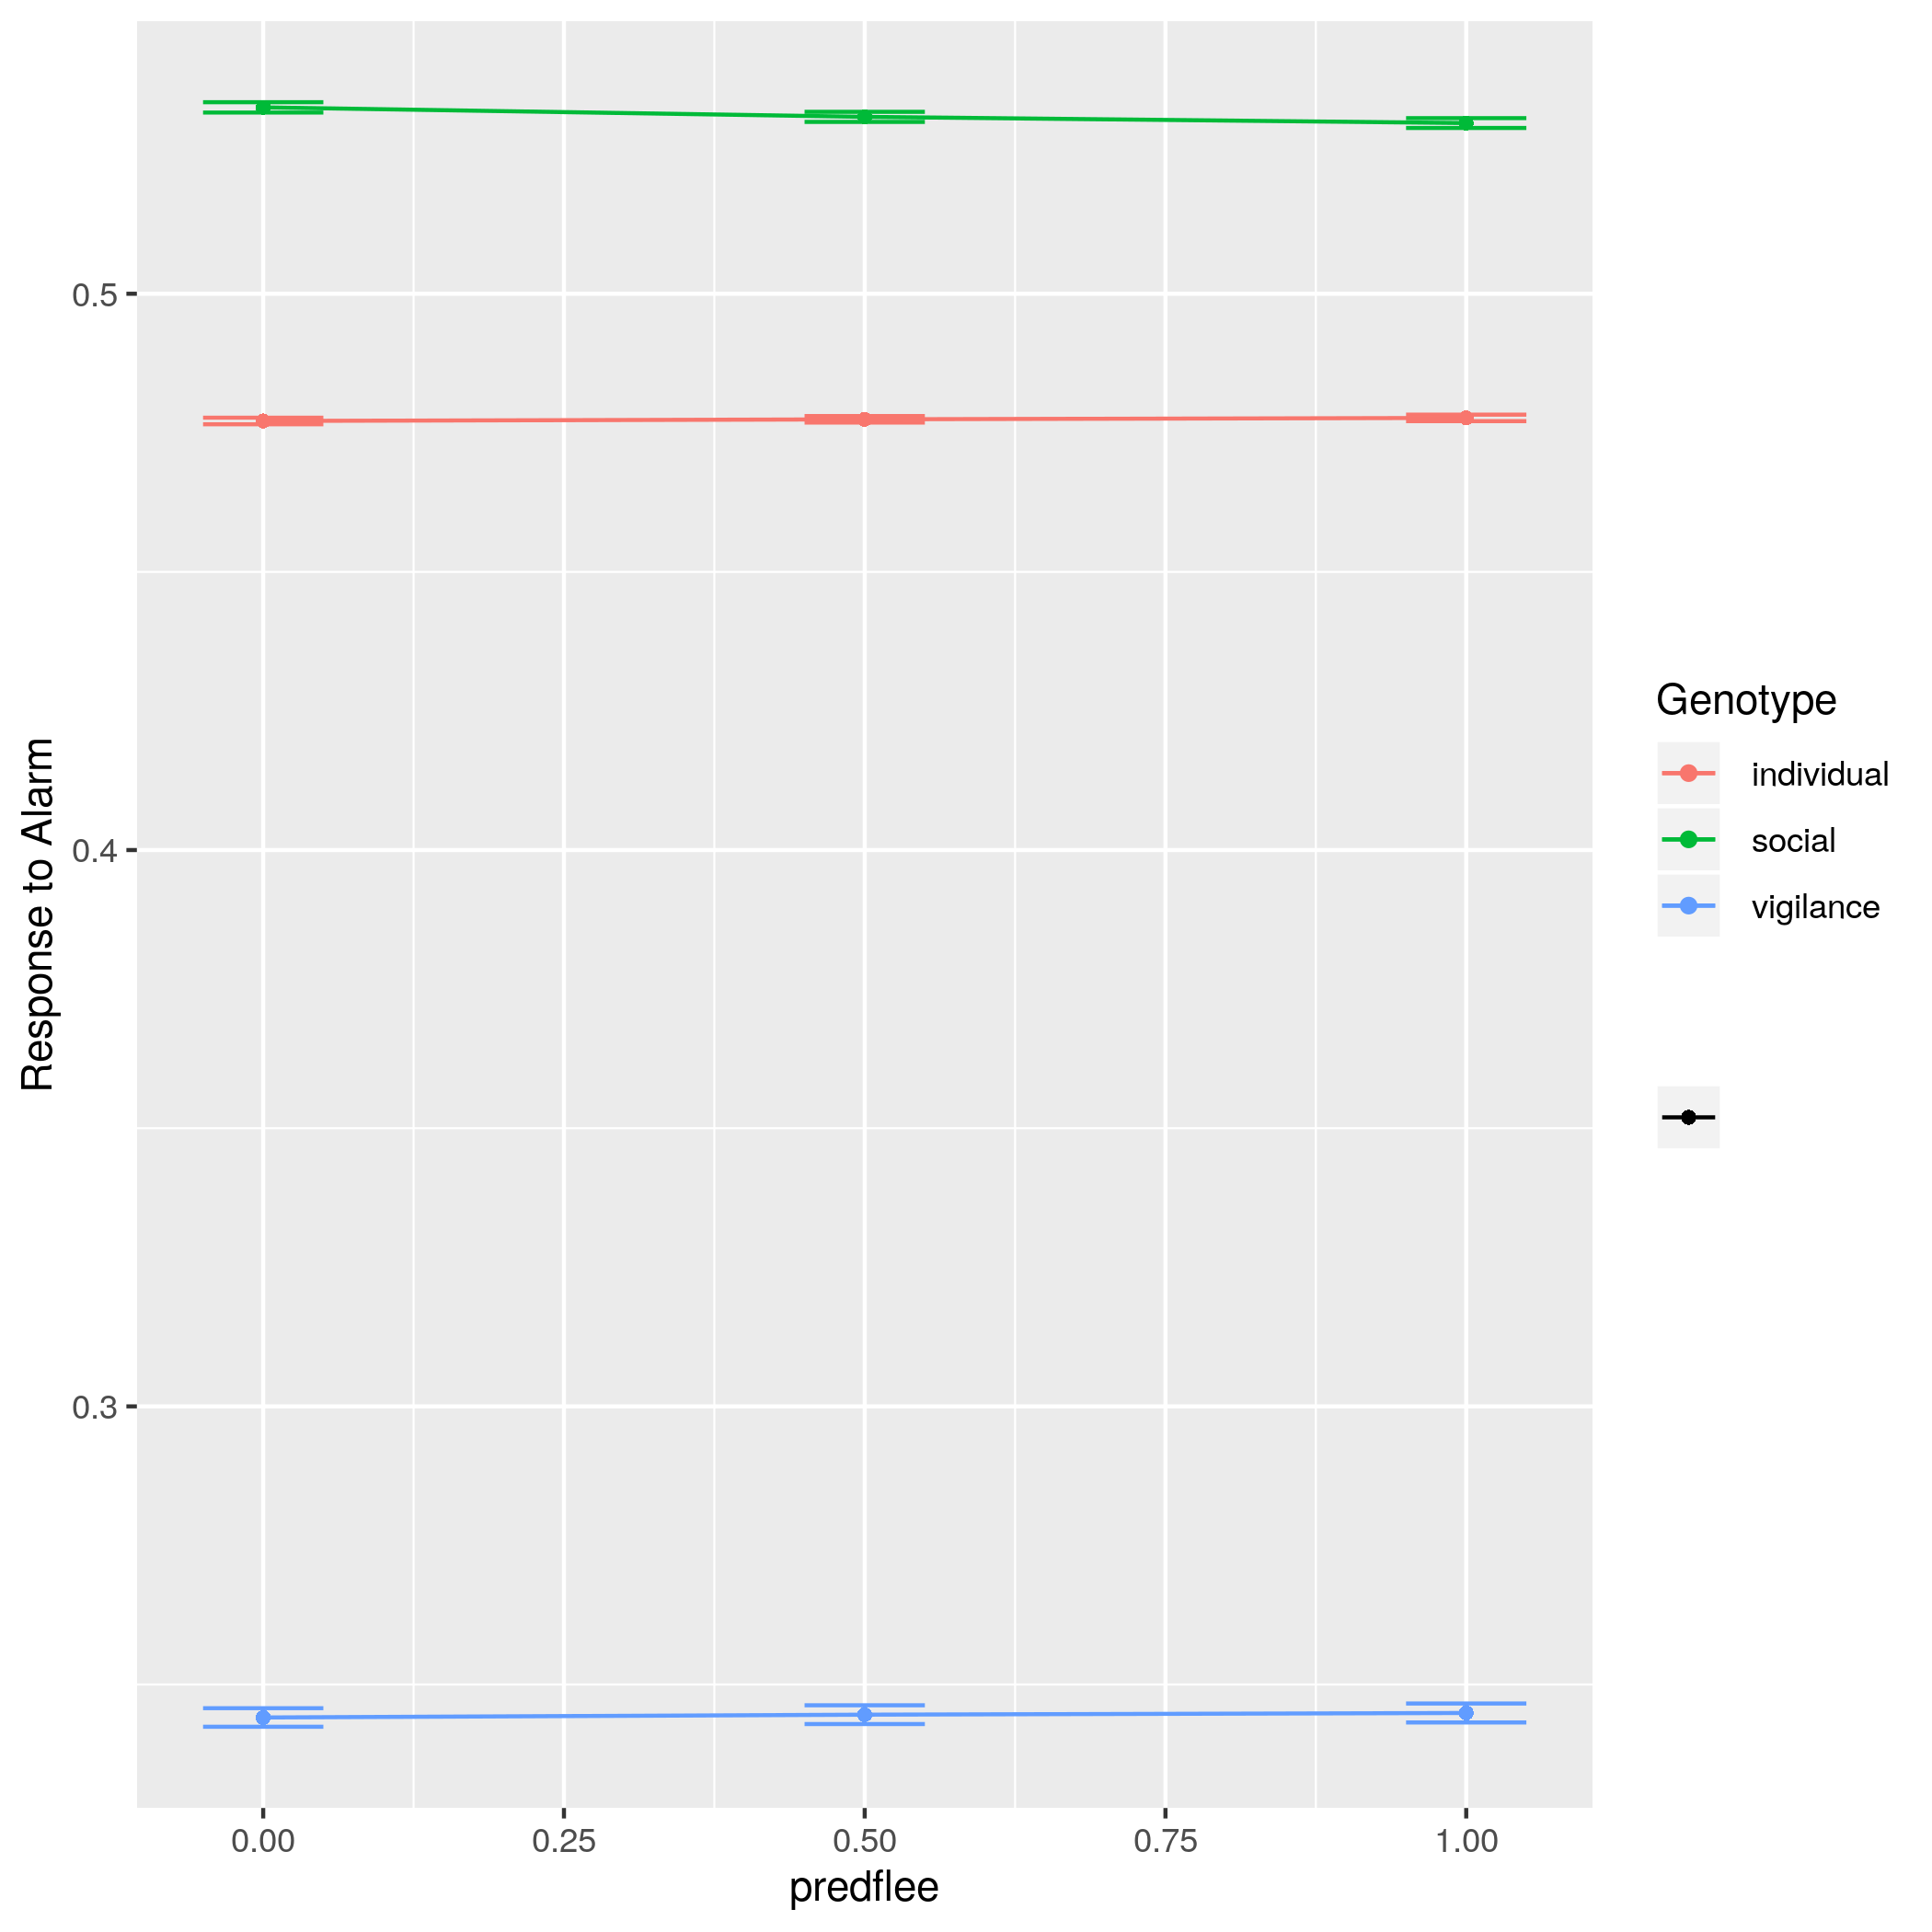 Response to Alarm
0.5
0.4
0.3
0.00 0.25 0.50 0.75 1.00
predflee
Genotype
individual
social
vigilance